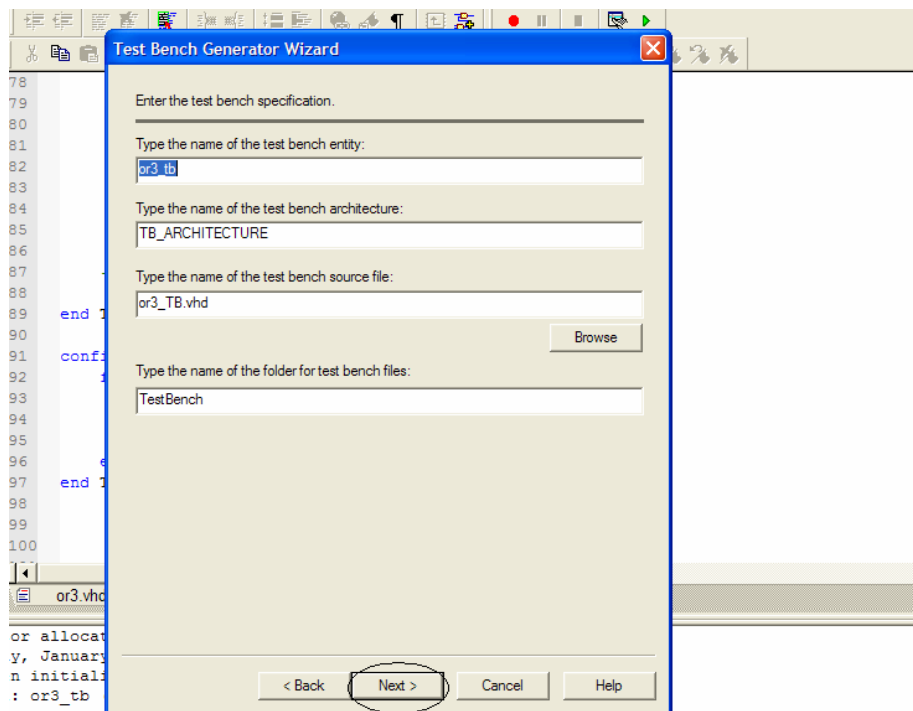 Test Bench Generator Wizard
78
79
80
81
82
83
84
85
86
87
88
89 end
90
91
92
93
94
95
96
97 end
98
99
100
Enter the test bench specification.
Type the name of the test bench entity:
or3_tb
Type the name of the test bench architecture:
TB_ARCHITECTURE
Type the name of the test bench source file:
or3_TB.vhd
Browse
Type the name of the folder for test bench files:
TestBench
< Back Next > Cancel Help
or3.vhd
or allocat
y, January
n initiali
: or3_tb